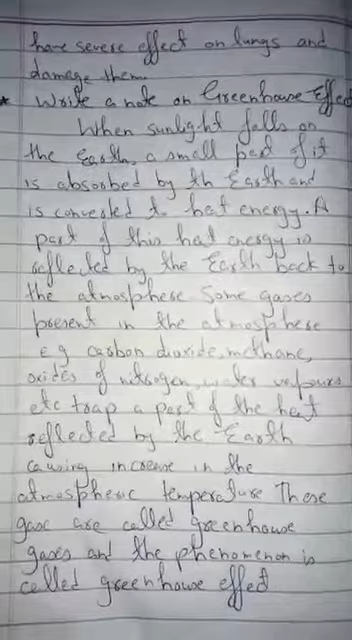 have severe effect on lungs and
damage them.
* Write a note on Greenhouse Effect
When sunlight falls on
the Earth, a small part of it
is absorbed by th Earth and
is converted to heat energy. A
part of this heat energy is
reflected by the Earth back to
the atmosphere Some gases
present in the atmosphere
e.g carbon dioxide, methane,
oxides of nitrogen, water vapours
etc trap a part of the heat
reflected by the Earth
causing increase in the
atmospheric temperature These
gase are called greenhouse
gases and the phenomenon is
called greenhouse effect